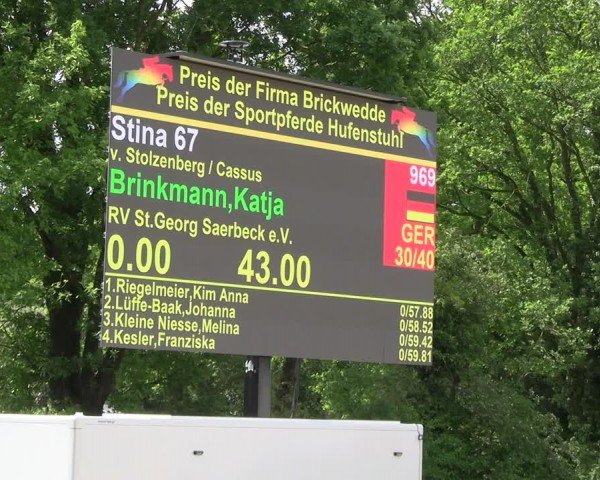 Preis der Firma Brickwedde
Preis der Sportpferde Hufenstuhl
Stina 67
969
v. Stolzenberg / Cassus
Brinkmann,Katja
RV St.Georg Saerbeck e.V.
GER
30/40
0.00 43.00
1.Riegelmeier,Kim Anna 0/57.88
2.Lüffe-Baak,Johanna 0/58.52
3.Kleine Niesse,Melina 0/59.42
4.Kesler,Franziska 0/59.81